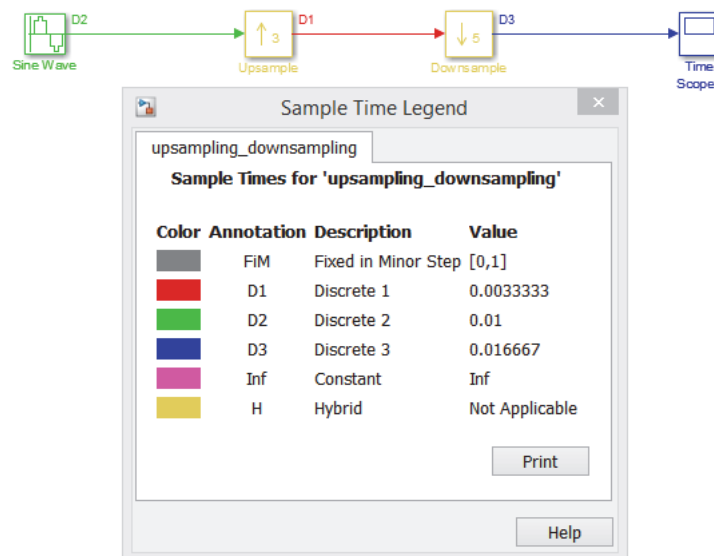 D2
D1
D3
↑ 3
↓ 5
Sine Wave
Upsample
Downsample
Time
Scope
Sample Time Legend
upsampling_downsampling
Sample Times for 'upsampling_downsampling'
Color Annotation Description Value
FiM Fixed in Minor Step [0,1]
D1 Discrete 1 0.0033333
D2 Discrete 2 0.01
D3 Discrete 3 0.016667
Inf Constant Inf
H Hybrid Not Applicable
Print
Help